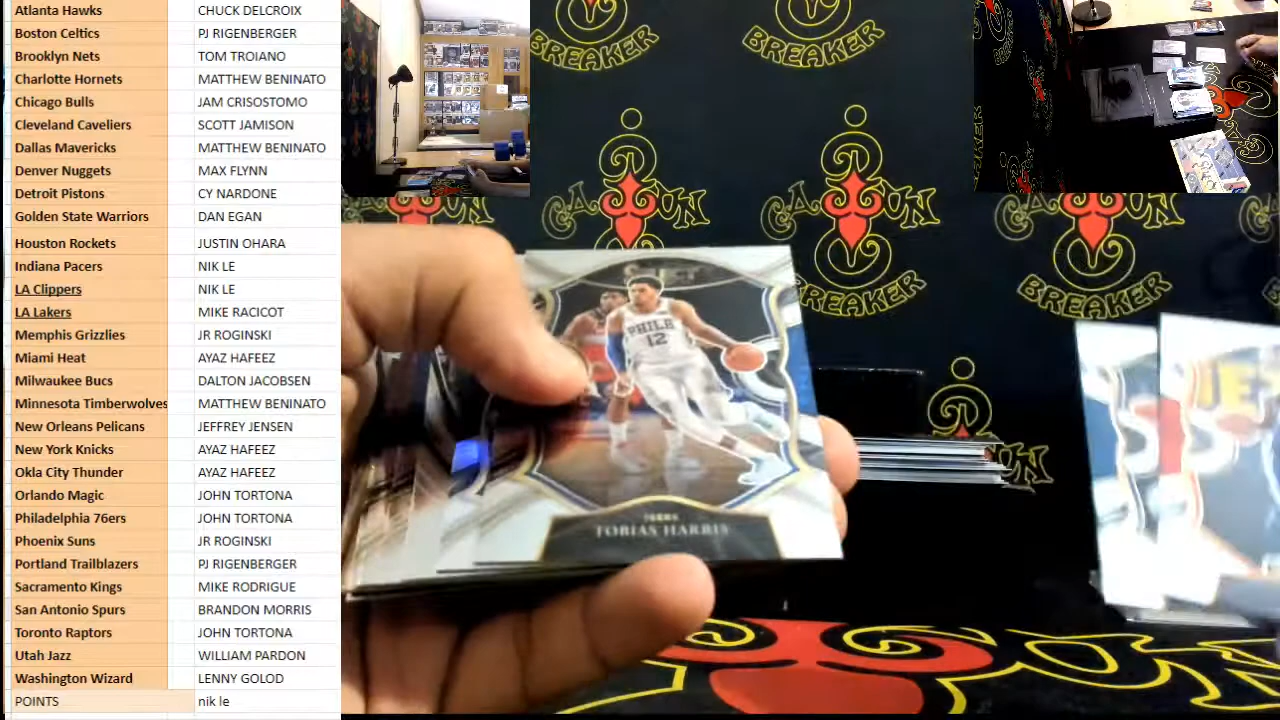 Atlanta Hawks CHUCK DELCROIX
Boston Celtics PJ RIGENBERGER
Brooklyn Nets TOM TROIANO
Charlotte Hornets MATTHEW BENINATO
Chicago Bulls JAM CRISOSTOMO
Cleveland Caveliers SCOTT JAMISON
Dallas Mavericks MATTHEW BENINATO
Denver Nuggets MAX FLYNN
Detroit Pistons CY NARDONE
Golden State Warriors DAN EGAN
Houston Rockets JUSTIN OHARA
Indiana Pacers NIK LE
LA Clippers NIK LE
LA Lakers MIKE RACICOT
Memphis Grizzlies JR ROGINSKI
Miami Heat AYAZ HAFEEZ
Milwaukee Bucs DALTON JACOBSEN
Minnesota Timberwolves MATTHEW BENINATO
New Orleans Pelicans JEFFREY JENSEN
New York Knicks AYAZ HAFEEZ
Okla City Thunder AYAZ HAFEEZ
Orlando Magic JOHN TORTONA
Philadelphia 76ers JOHN TORTONA
Phoenix Suns JR ROGINSKI
Portland Trailblazers PJ RIGENBERGER
Sacramento Kings MIKE RODRIGUE
San Antonio Spurs BRANDON MORRIS
Toronto Raptors JOHN TORTONA
Utah Jazz WILLIAM PARDON
Washington Wizard LENNY GOLOD
POINTS nik le
BREAKER
BREAKER
CAJUN
CAJUN
BREAKER
BREAKER
PHILA
12
76ERS
TOBIAS HARRIS